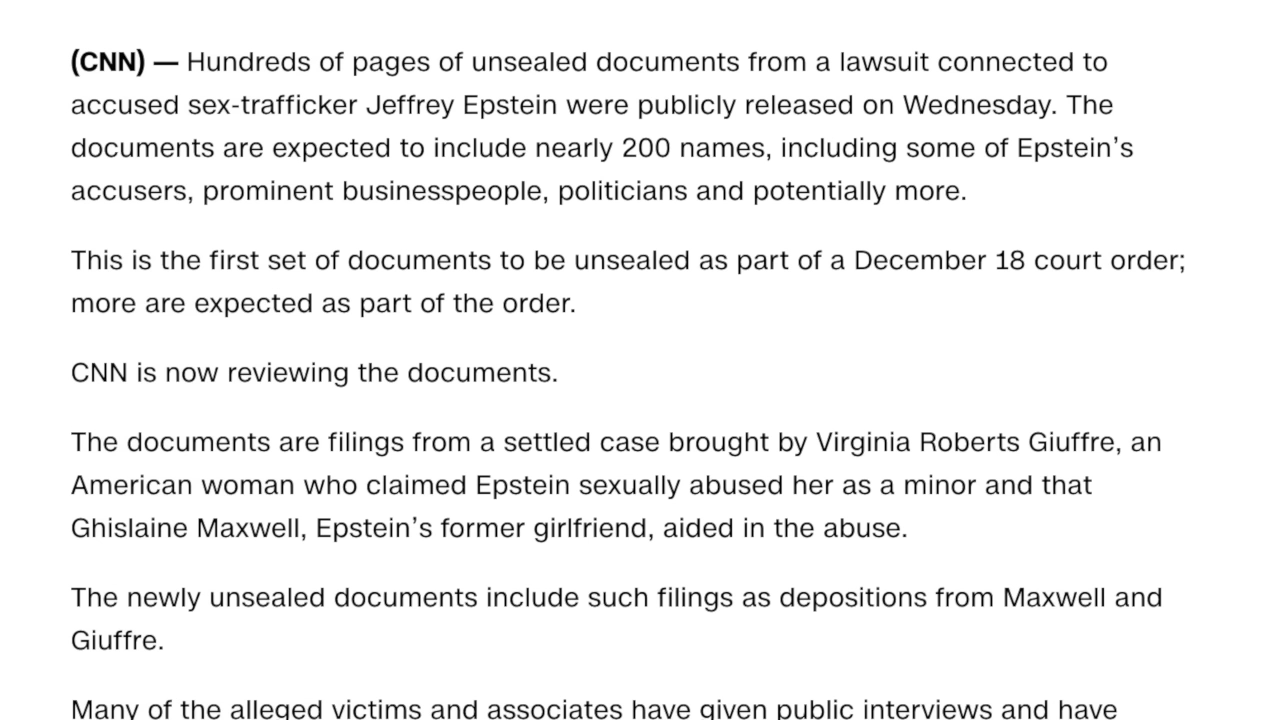 (CNN) — Hundreds of pages of unsealed documents from a lawsuit connected to
accused sex-trafficker Jeffrey Epstein were publicly released on Wednesday. The
documents are expected to include nearly 200 names, including some of Epstein’s
accusers, prominent businesspeople, politicians and potentially more.
This is the first set of documents to be unsealed as part of a December 18 court order;
more are expected as part of the order.
CNN is now reviewing the documents.
The documents are filings from a settled case brought by Virginia Roberts Giuffre, an
American woman who claimed Epstein sexually abused her as a minor and that
Ghislaine Maxwell, Epstein’s former girlfriend, aided in the abuse.
The newly unsealed documents include such filings as depositions from Maxwell and
Giuffre.
Many of the alleged victims and associates have given public interviews and have